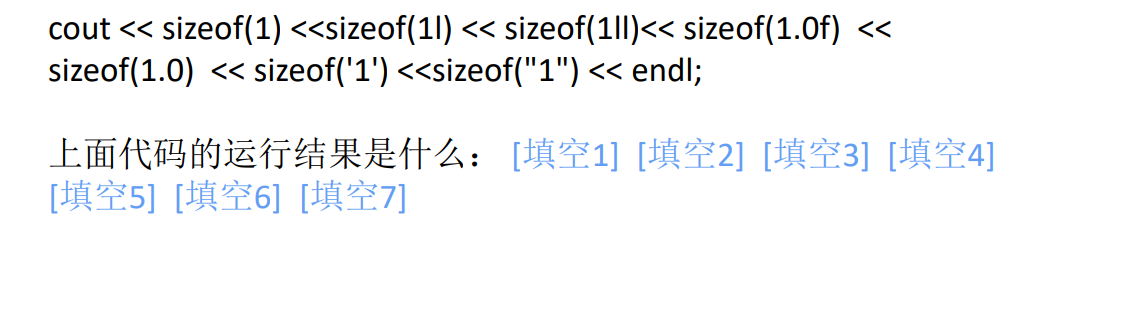 cout << sizeof(1) <<sizeof(1l) << sizeof(1ll)<< sizeof(1.0f)  <<
sizeof(1.0)  << sizeof('1') <<sizeof("1") << endl;
上面代码的运行结果是什么： [填空1]  [填空2]  [填空3]  [填空4]
[填空5]  [填空6]  [填空7]